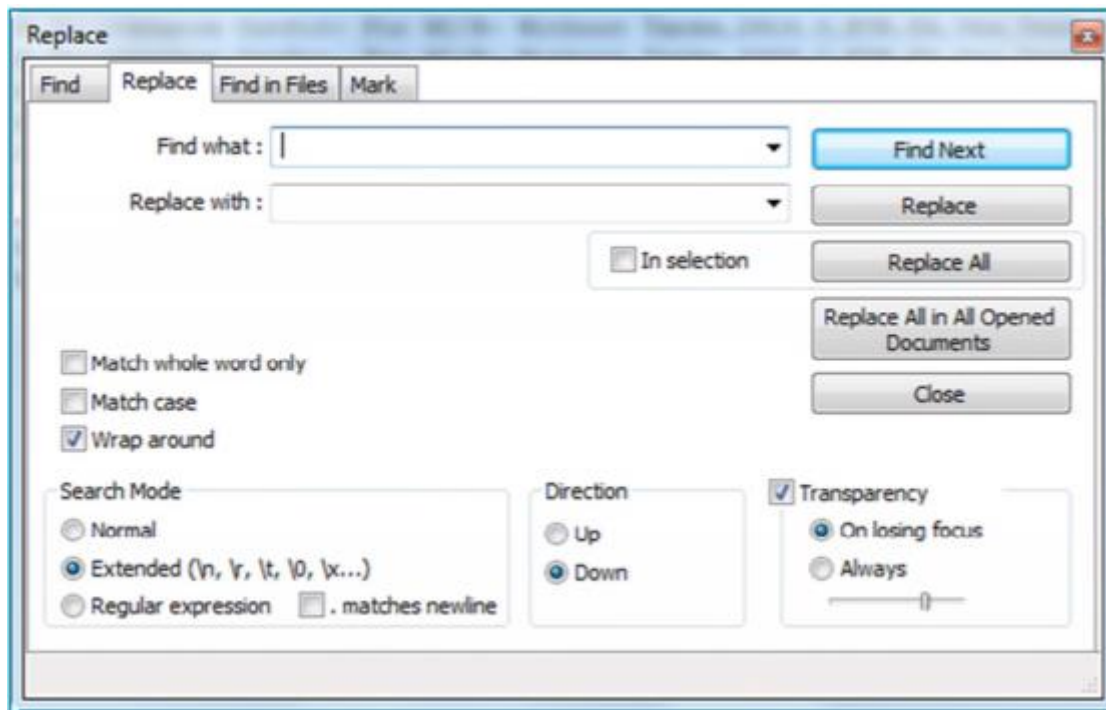 Replace
Find Replace Find in Files Mark
Find what : Find Next
Replace with : Replace
In selection Replace All
Replace All in All Opened
Documents
Match whole word only
Match case Close
Wrap around
Search Mode Direction Transparency
Normal Up On losing focus
Extended (\n, \r, \t, \0, \x...) Down Always
Regular expression . matches newline